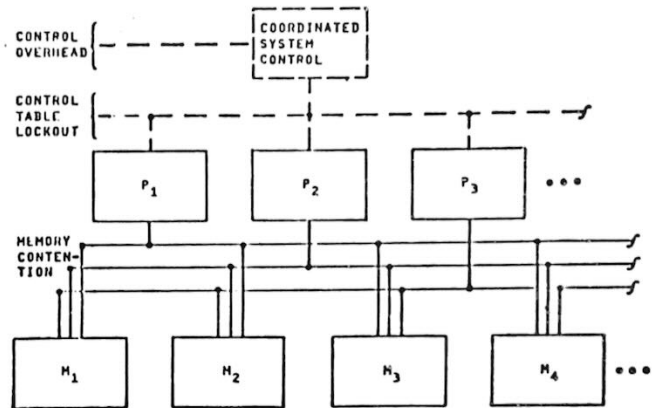 CONTROL
OVERHEAD
COORDINATED
SYSTEM
CONTROL
CONTROL
TABLE
LOCKOUT
P1
P2
P3
MEMORY
CONTEN-
TION
M1
M2
M3
M4